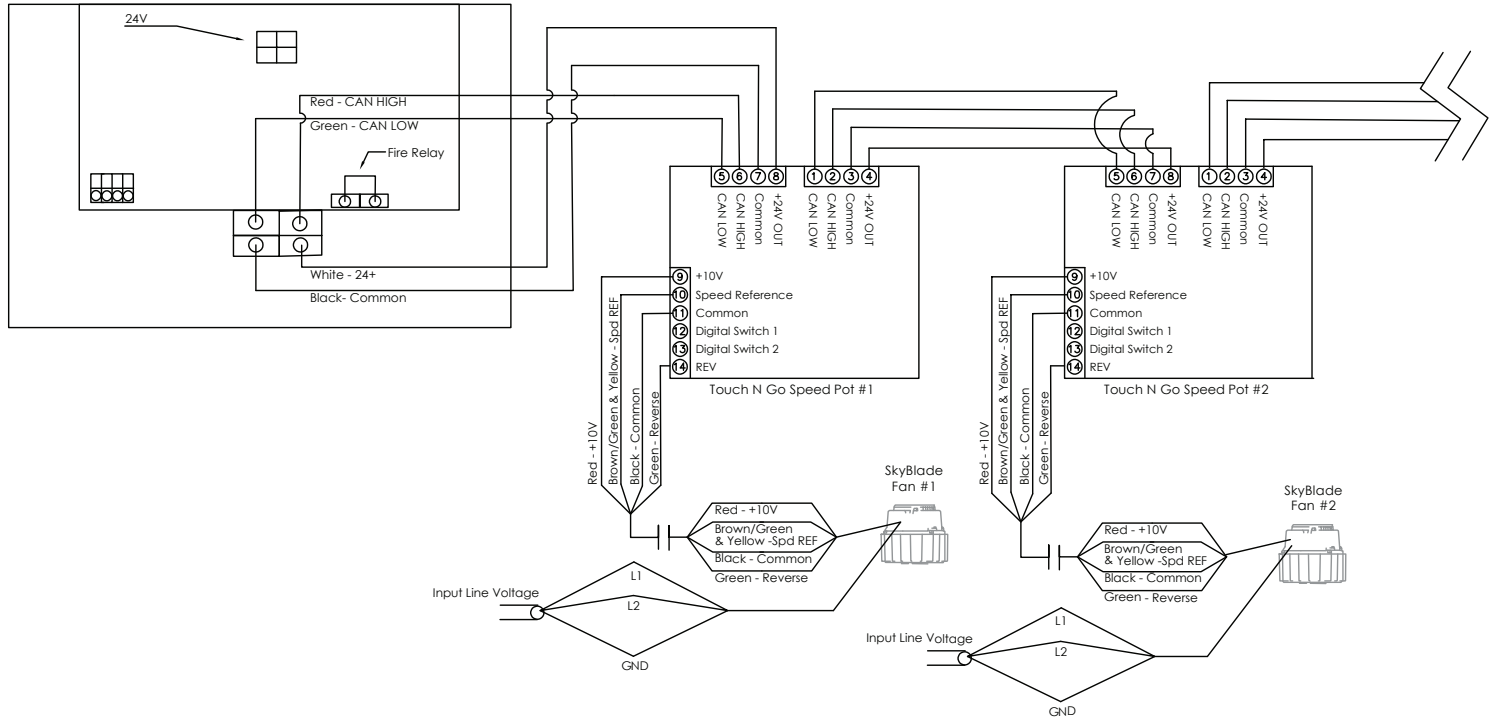 24V
Red - CAN HIGH
Green - CAN LOW
Fire Relay
White - 24+
Black- Common
5 6 7 8 1 2 3 4
CAN LOW
CAN HIGH
Common
+24V OUT
CAN LOW
CAN HIGH
Common
+24V OUT
9 +10V
10 Speed Reference
11 Common
12 Digital Switch 1
13 Digital Switch 2
14 REV
Touch N Go Speed Pot #1
Red - +10V
Brown/Green & Yellow - Spd REF
Black - Common
Green - Reverse
5 6 7 8 1 2 3 4
CAN LOW
CAN HIGH
Common
+24V OUT
CAN LOW
CAN HIGH
Common
+24V OUT
9 +10V
10 Speed Reference
11 Common
12 Digital Switch 1
13 Digital Switch 2
14 REV
Touch N Go Speed Pot #2
Red - +10V
Brown/Green & Yellow - Spd REF
Black - Common
Green - Reverse
SkyBlade
Fan #1
Red - +10V
Brown/Green
& Yellow -Spd REF
Black - Common
Green - Reverse
Input Line Voltage
L1
L2
GND
SkyBlade
Fan #2
Red - +10V
Brown/Green
& Yellow -Spd REF
Black - Common
Green - Reverse
Input Line Voltage
L1
L2
GND